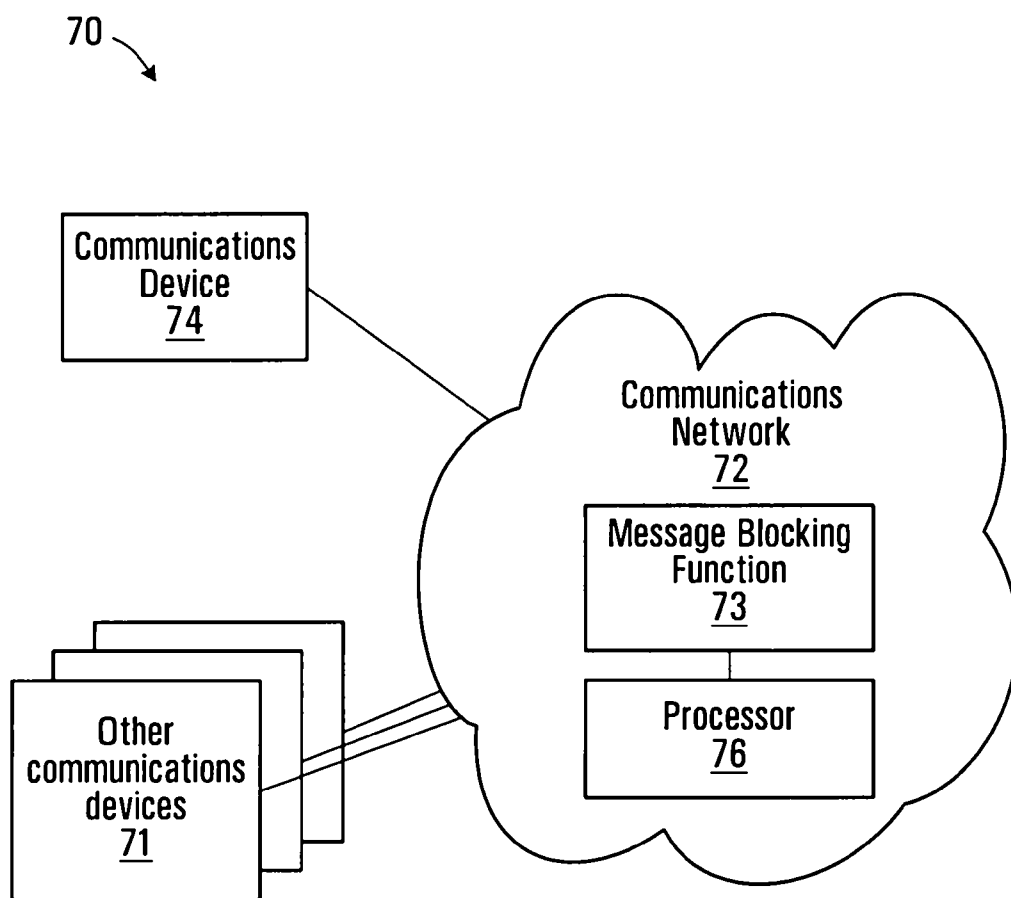 70
Communications
Device
74
Communications
Network
72
Message Blocking
Function
73
Processor
76
Other
communications
devices
71